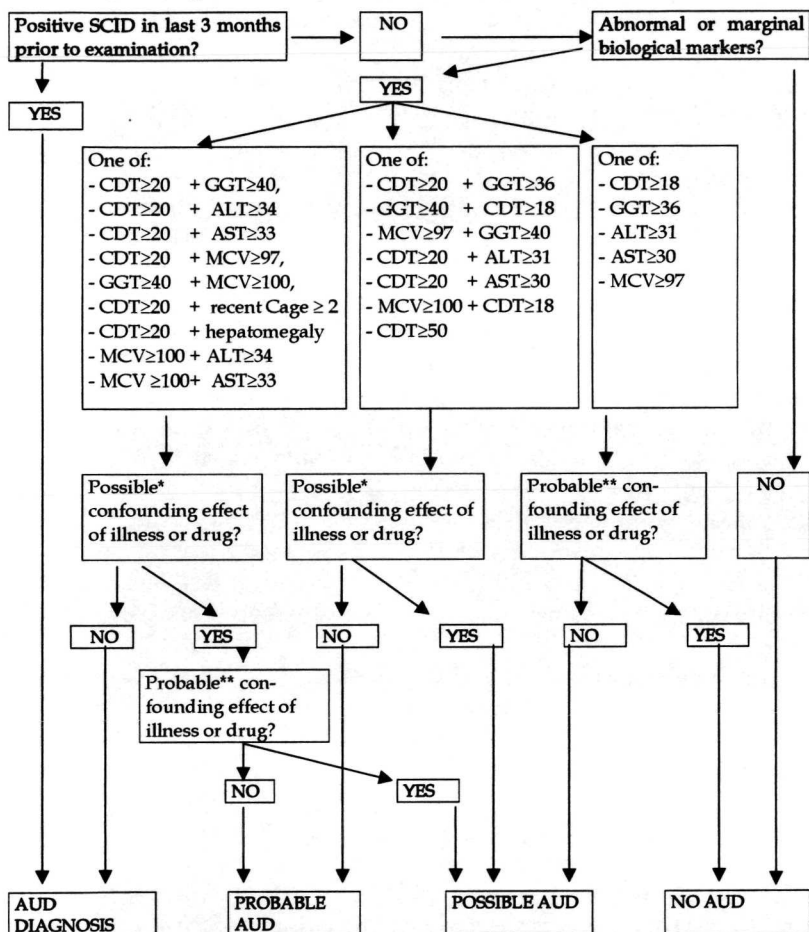 Positive SCID in last 3 months
prior to examination?
NO
Abnormal or marginal
biological markers?
YES
YES
One of:
- CDT≥20 + GGT≥40,
- CDT≥20 + ALT≥34
- CDT≥20 + AST≥33
- CDT≥20 + MCV≥97,
- GGT≥40 + MCV≥100,
- CDT≥20 + recent Cage ≥ 2
- CDT≥20 + hepatomegaly
- MCV≥100 + ALT≥34
- MCV ≥100+ AST≥33
One of:
- CDT≥20 + GGT≥36
- GGT≥40 + CDT≥18
- MCV≥97 + GGT≥40
- CDT≥20 + ALT≥31
- CDT≥20 + AST≥30
- MCV≥100 + CDT≥18
- CDT≥50
One of:
- CDT≥18
- GGT≥36
- ALT≥31
- AST≥30
- MCV≥97
Possible*
confounding effect
of illness or drug?
Possible*
confounding effect of
illness or drug?
Probable** con-
founding effect of
illness or drug?
NO
NO
YES
NO
YES
NO
YES
Probable** con-
founding effect of
illness or drug?
NO
YES
AUD
DIAGNOSIS
PROBABLE
AUD
POSSIBLE AUD
NO AUD